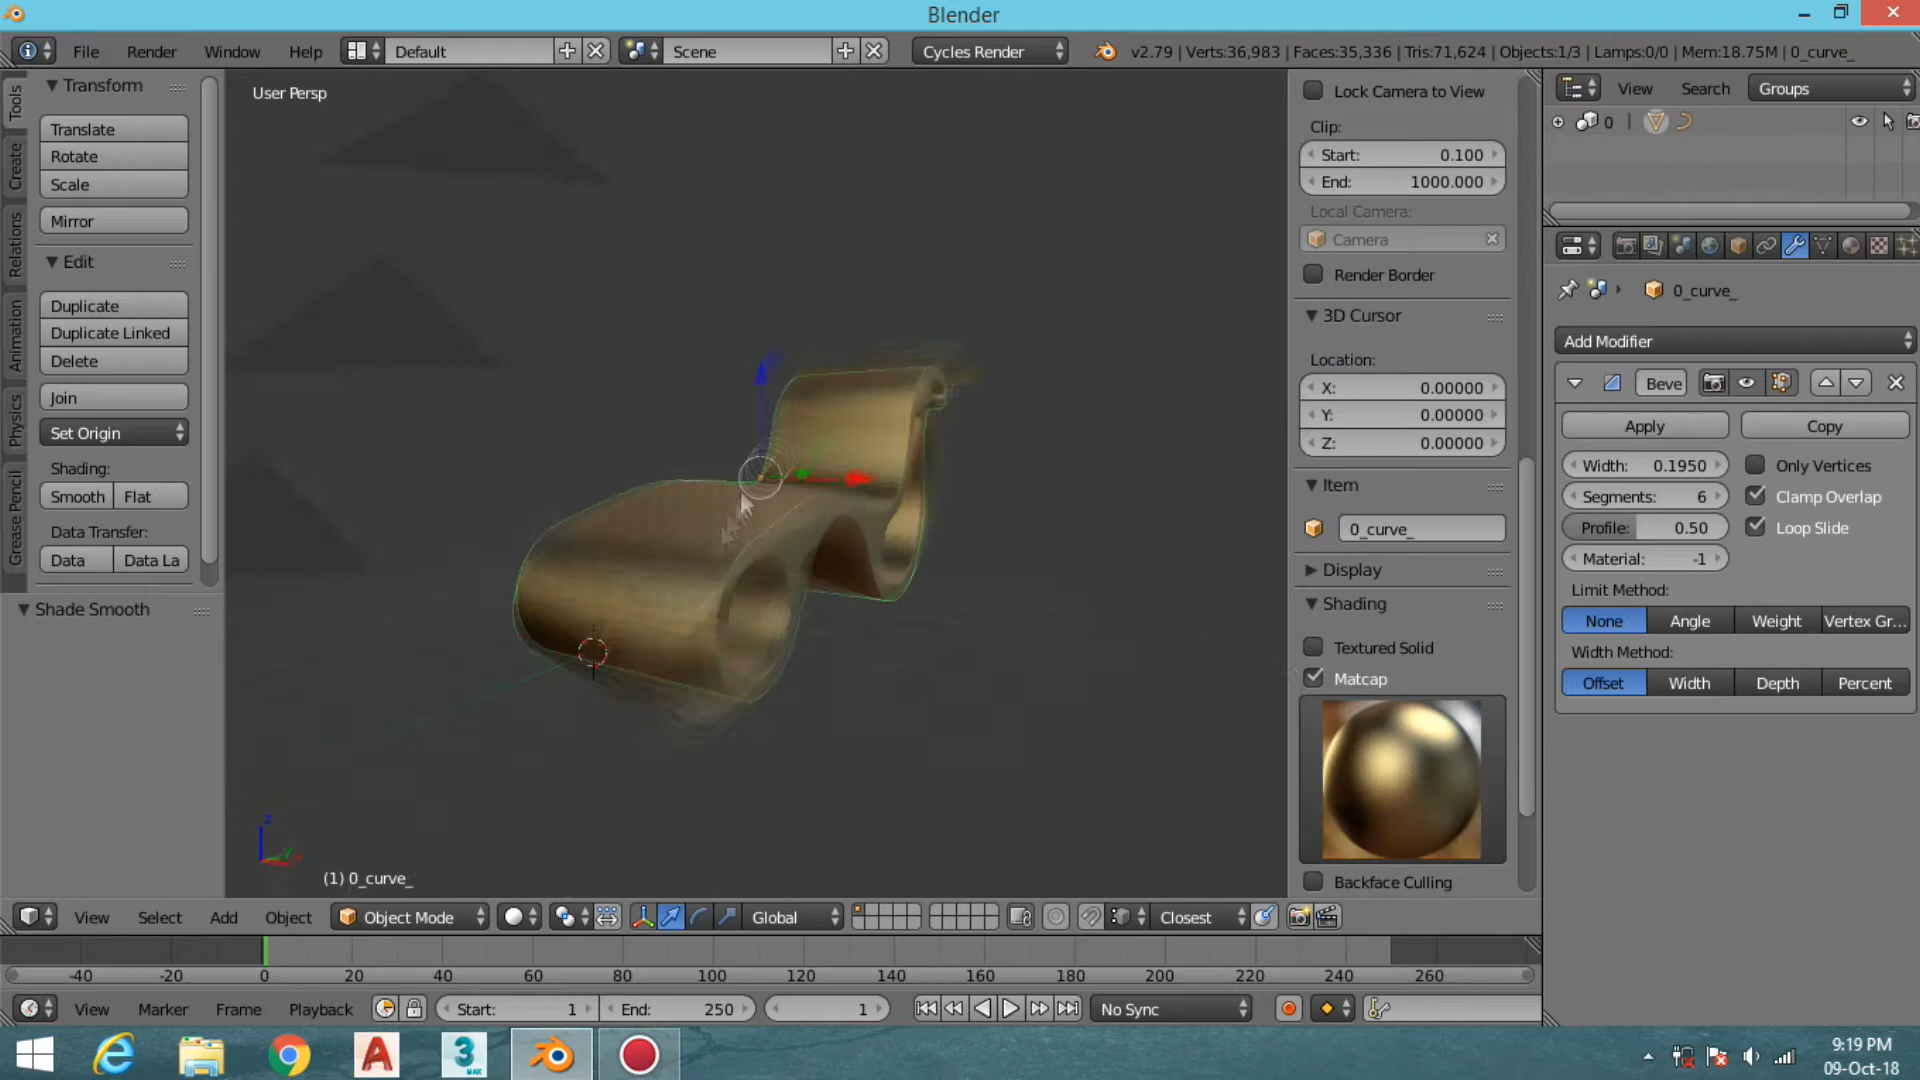 Blender
File Render Window Help Default Scene Cycles Render v2.79 | Verts:36,983 | Faces:35,336 | Tris:71,624 | Objects:1/3 | Lamps:0/0 | Mem:18.75M | 0_curve_
Tools
Create
Relations
Animation
Physics
Grease Pencil
Transform
Translate
Rotate
Scale
Mirror
Edit
Duplicate
Duplicate Linked
Delete
Join
Set Origin
Shading:
Smooth Flat
Data Transfer:
Data Data La
Shade Smooth
User Persp
z
(1) 0_curve_
Lock Camera to View
Clip:
Start: 0.100
End: 1000.000
Local Camera:
Camera
Render Border
3D Cursor
Location:
X: 0.00000
Y: 0.00000
Z: 0.00000
Item
0_curve_
Display
Shading
Textured Solid
Matcap
Backface Culling
View Search Groups
0
0_curve_
Add Modifier
Beve
Apply Copy
Width: 0.1950 Only Vertices
Segments: 6 Clamp Overlap
Profile: 0.50 Loop Slide
Material: -1
Limit Method:
None Angle Weight Vertex Gr...
Width Method:
Offset Width Depth Percent
View Select Add Object Object Mode Global Closest
-40 -20 0 20 40 60 80 100 120 140 160 180 200 220 240 260
View Marker Frame Playback Start: 1 End: 250 1 No Sync
3
MAX
9:19 PM
09-Oct-18